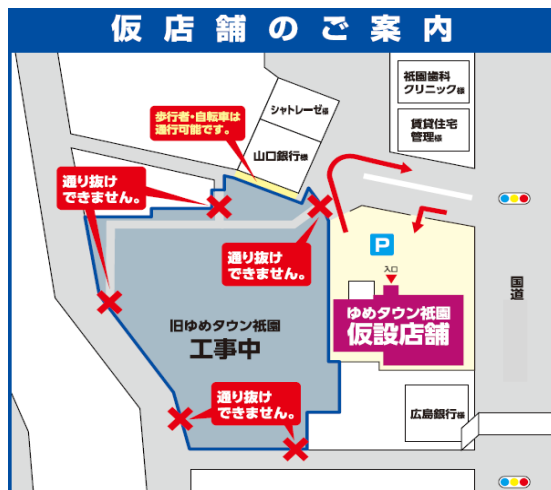 仮店舗のご案内
祇園歯科
クリニック様
シャトレーゼ様
歩行者・自転車は
通行可能です。
賃貸住宅
管理様
山口銀行様
通り抜け
できません。
通り抜け
できません。
P
入口
国道
ゆめタウン祇園
仮設店舗
旧ゆめタウン祇園
工事中
通り抜け
できません。
広島銀行様